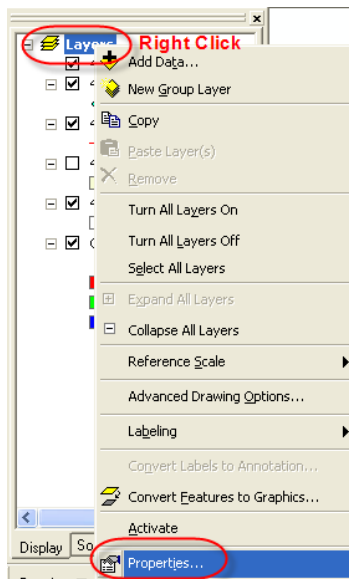 Layers Right Click
Add Data...
New Group Layer
Copy
Paste Layer(s)
Remove
Turn All Layers On
Turn All Layers Off
Select All Layers
Expand All Layers
Collapse All Layers
Reference Scale
Advanced Drawing Options...
Labeling
Convert Labels to Annotation...
Convert Features to Graphics...
Activate
Display
Properties...